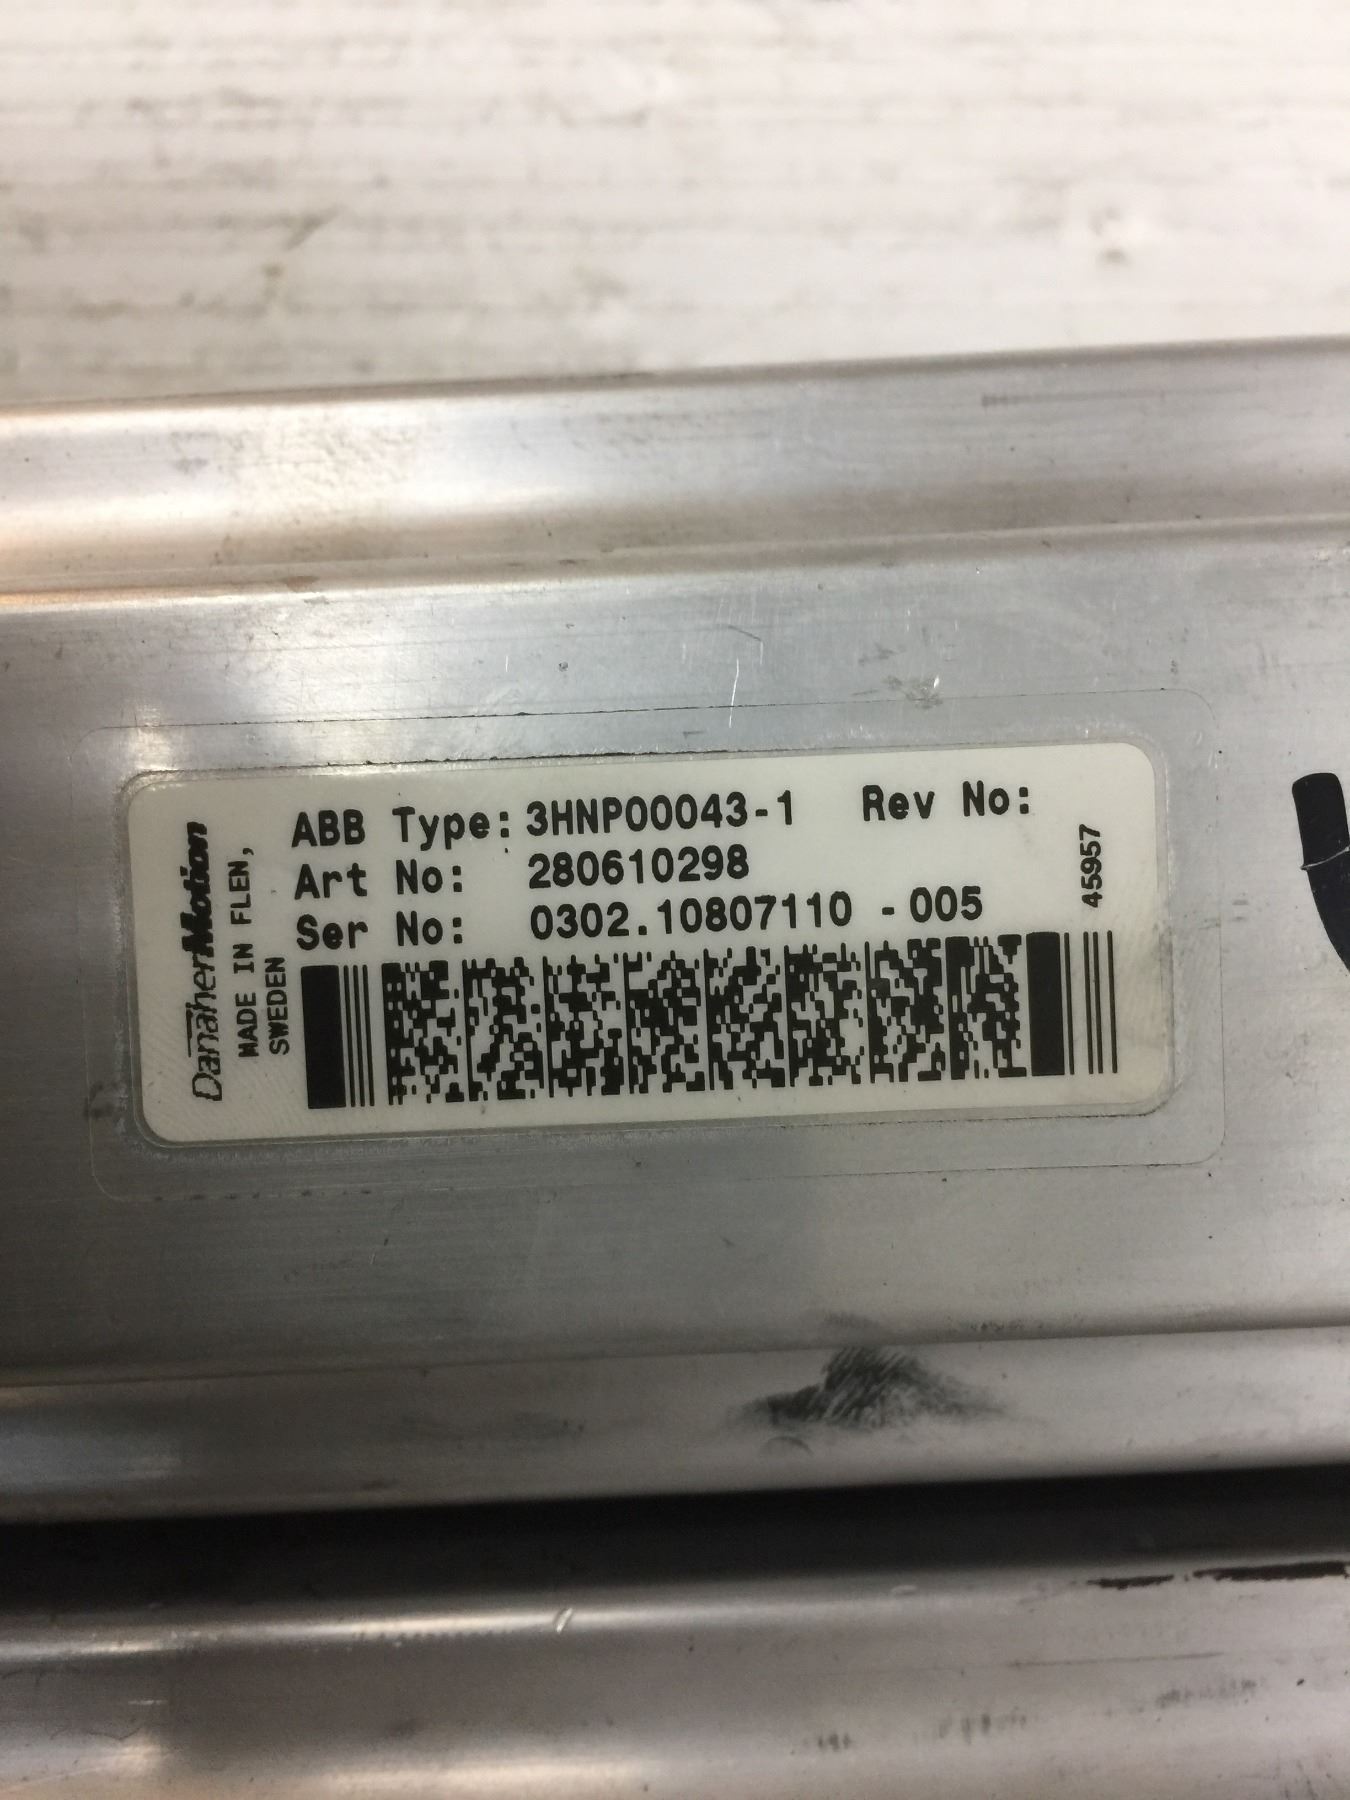 ABB Type: 3HNP00043-1 Rev No:
Art No: 280610298
Ser No: 0302.10807110 -005
45957
DanaherMotion
MADE IN FLEN,
SWEDEN